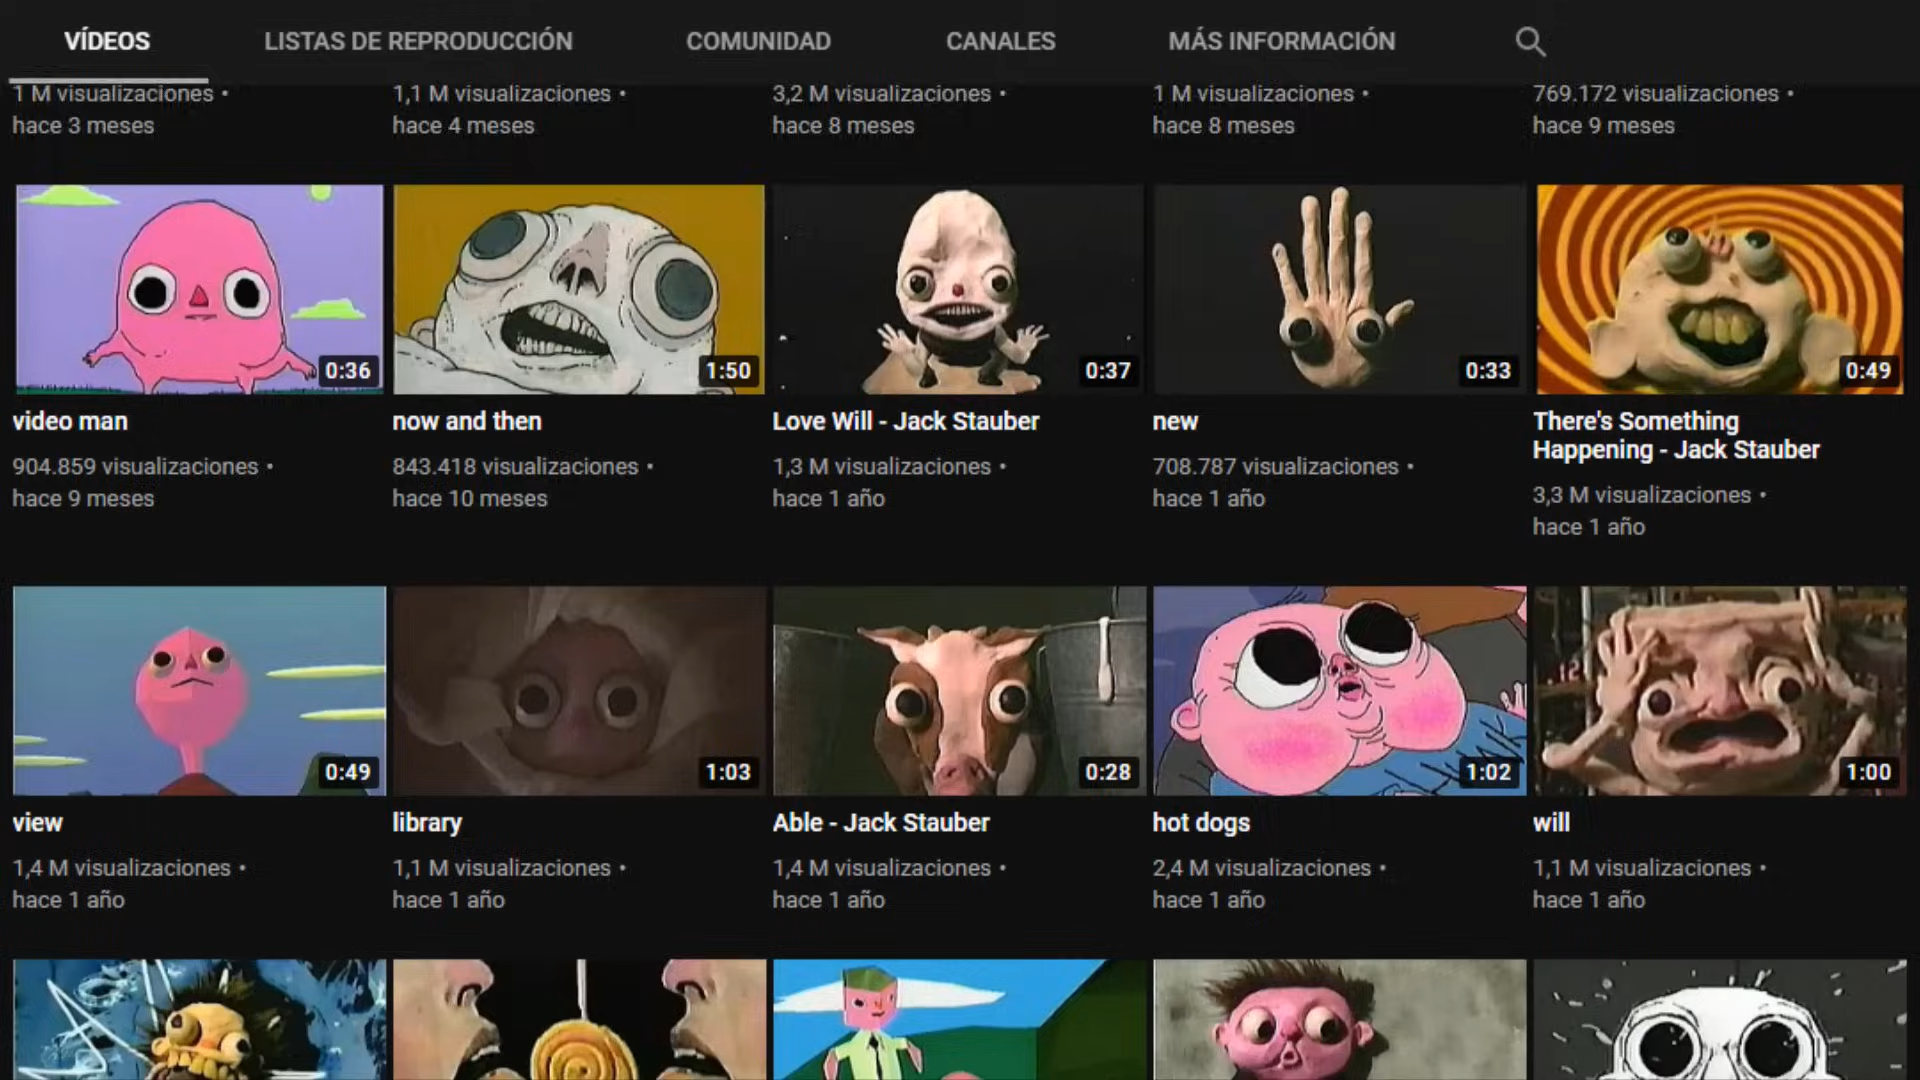 VÍDEOS LISTAS DE REPRODUCCIÓN COMUNIDAD CANALES MÁS INFORMACIÓN
1 M visualizaciones •
hace 3 meses
1,1 M visualizaciones •
hace 4 meses
3,2 M visualizaciones •
hace 8 meses
1 M visualizaciones •
hace 8 meses
769.172 visualizaciones •
hace 9 meses
0:36
video man
904.859 visualizaciones •
hace 9 meses
1:50
now and then
843.418 visualizaciones •
hace 10 meses
0:37
Love Will - Jack Stauber
1,3 M visualizaciones •
hace 1 año
0:33
new
708.787 visualizaciones •
hace 1 año
0:49
There's Something
Happening - Jack Stauber
3,3 M visualizaciones •
hace 1 año
0:49
view
1,4 M visualizaciones •
hace 1 año
1:03
library
1,1 M visualizaciones •
hace 1 año
0:28
Able - Jack Stauber
1,4 M visualizaciones •
hace 1 año
1:02
hot dogs
2,4 M visualizaciones •
hace 1 año
1:00
will
1,1 M visualizaciones •
hace 1 año